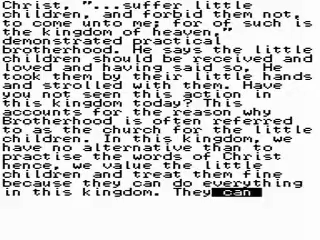 Christ, "...suffer little
children, and forbid them not,
to come unto me; for of such is
the kingdom of heaven,"
demonstrated practical
brotherhood. He say the little
children should be received and
loved and having said so, He
took them by their little hands
and strolled with them. Have
you not seen this action in
this kingdom today? This
accounts for the reason why
Brotherhood is often referred
to as the church for the little
children. In this kingdom, we
have no alternative than to
practise the words of Christ
hence, we value the little
children and treat them fine
because they can do everything
in this kingdom. They can